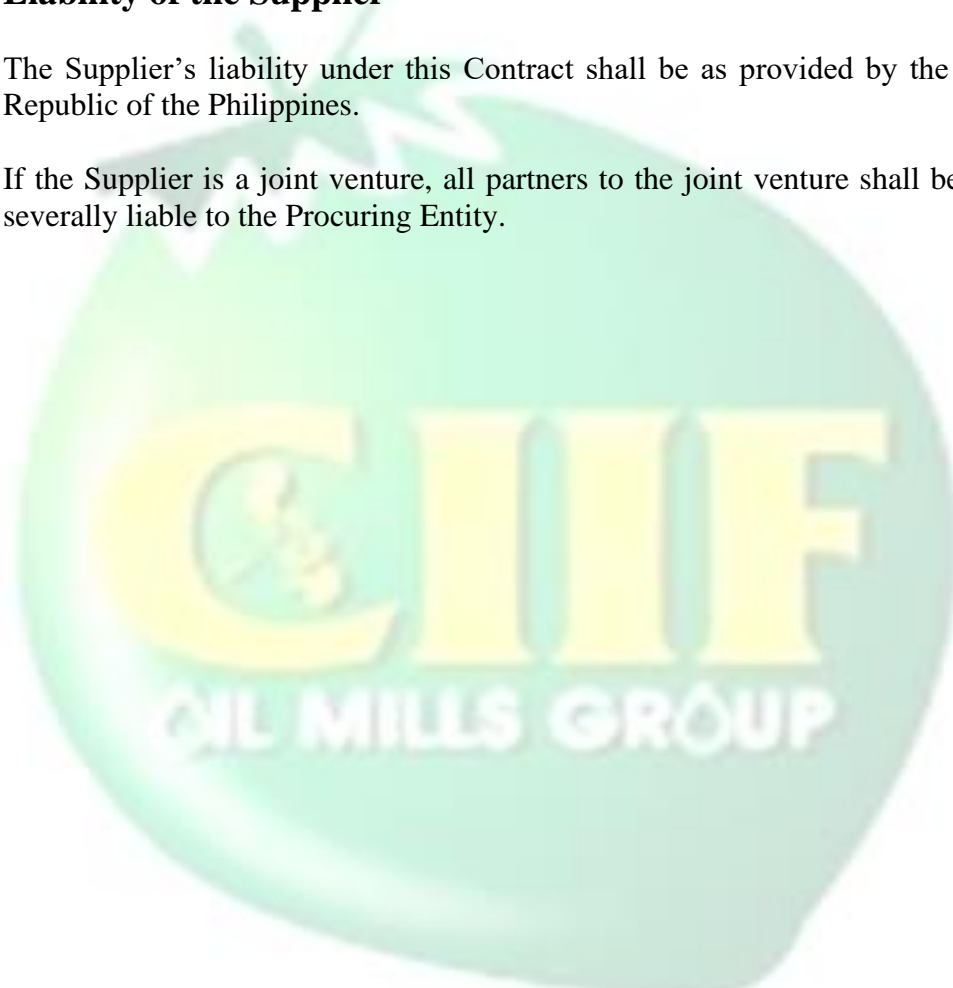 Liability of the Supplier
The Supplier's liability under this Contract shall be as provided by the
Republic of the Philippines.
If the Supplier is a joint venture, all partners to the joint venture shall be
severally liable to the Procuring Entity.
CIIF
OIL MILLS GROUP